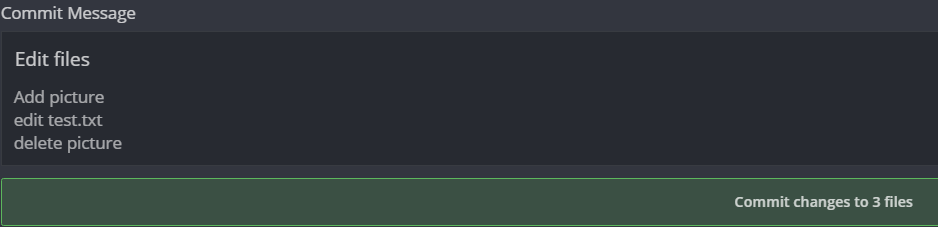 Commit Message
Edit files
Add picture
edit test.txt
delete picture
Commit changes to 3 files